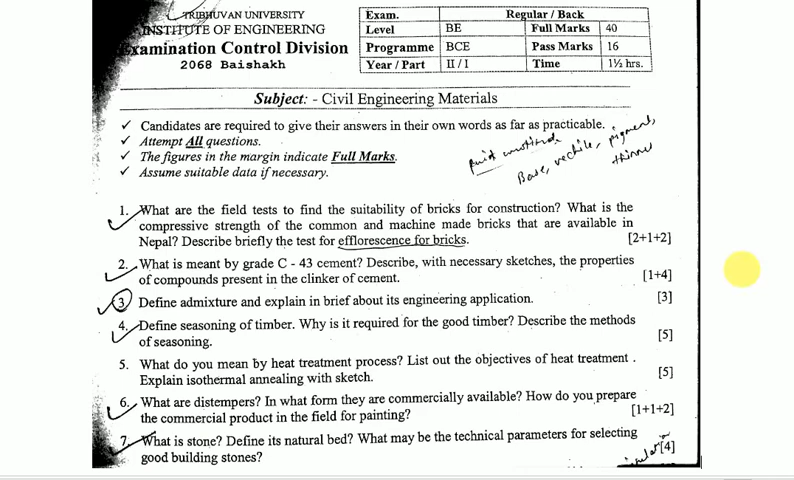 TRIBHUVAN UNIVERSITY
INSTITUTE OF ENGINEERING
Examination Control Division
2068 Baishakh
Exam. Regular / Back
Level BE Full Marks 40
Programme BCE Pass Marks 16
Year / Part II / I Time 1½ hrs.
Subject: - Civil Engineering Materials
✓ Candidates are required to give their answers in their own words as far as practicable.
✓ Attempt All questions.
✓ The figures in the margin indicate Full Marks.
✓ Assume suitable data if necessary.
Base, vechile, pigment,
thinner
1. What are the field tests to find the suitability of bricks for construction? What is the
compressive strength of the common and machine made bricks that are available in
Nepal? Describe briefly the test for efflorescence for bricks. [2+1+2]
2. What is meant by grade C - 43 cement? Describe, with necessary sketches, the properties
of compounds present in the clinker of cement. [1+4]
3. Define admixture and explain in brief about its engineering application. [3]
4. Define seasoning of timber. Why is it required for the good timber? Describe the methods
of seasoning. [5]
5. What do you mean by heat treatment process? List out the objectives of heat treatment .
Explain isothermal annealing with sketch. [5]
6. What are distempers? In what form they are commercially available? How do you prepare
the commercial product in the field for painting? [1+1+2]
7. What is stone? Define its natural bed? What may be the technical parameters for selecting
good building stones? [4]